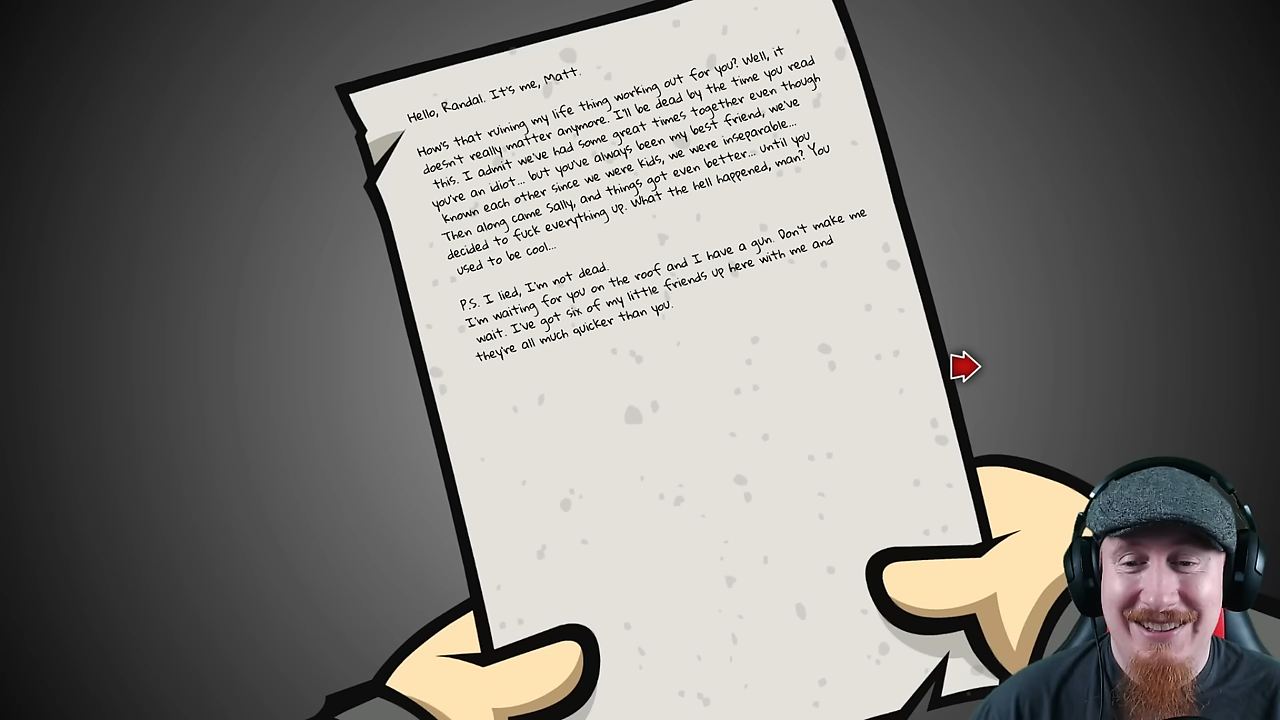 Hello, Randal. It's me, Matt.
How's that ruining my life thing working out for you? Well, it
doesn't really matter anymore. I'll be dead by the time you read
this. I admit we've had some great times together even though
you're an idiot... but you've always been my best friend, we've
known each other since we were kids, we were inseparable...
Then along came Sally, and things got even better... until you
decided to fuck everything up. What the hell happened, man? You
used to be cool...
P.S. I lied, I'm not dead.
I'm waiting for you on the roof and I have a gun. Don't make me
wait. I've got six of my little friends up here with me and
they're all much quicker than you.